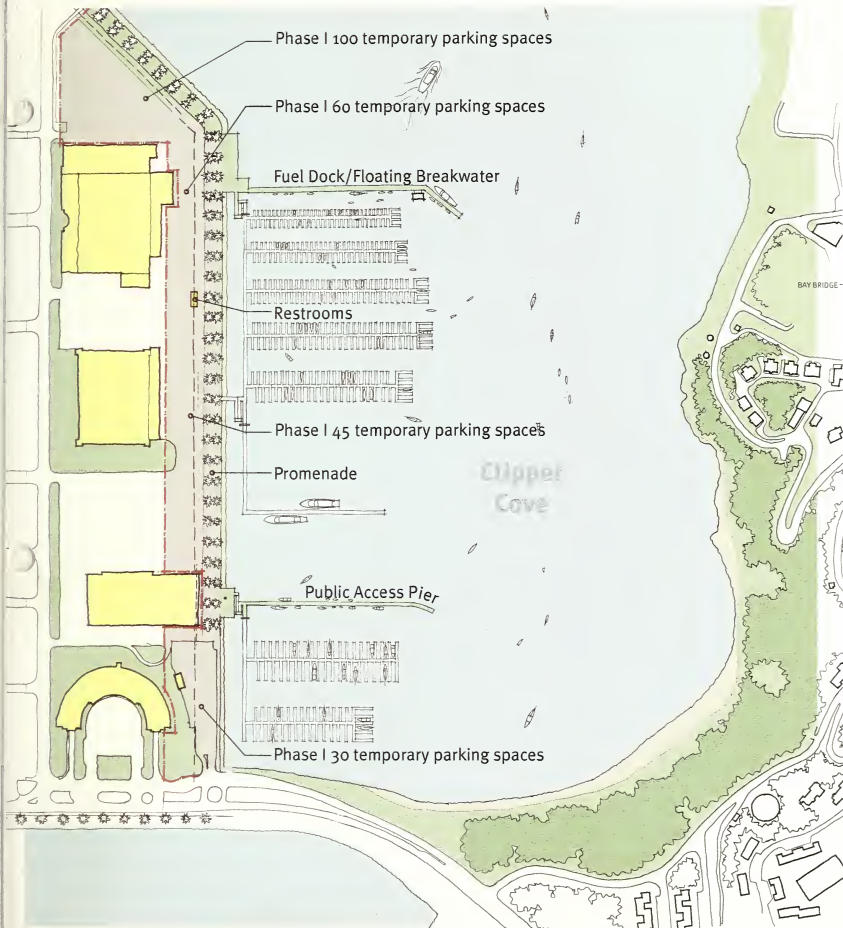 Phase I 100 temporary parking spaces
Phase I 60 temporary parking spaces
Fuel Dock/Floating Breakwater
BAY BRIDGE
Restrooms
Phase I 45 temporary parking spaces
Promenade
Clipper
Cove
Public Access Pier
Phase I 30 temporary parking spaces